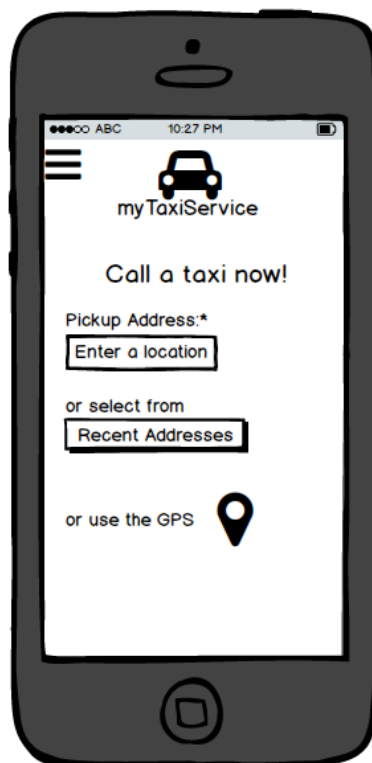 ABC 10:27 PM
myTaxiService
Call a taxi now!
Pickup Address:*
Enter a location
or select from
Recent Addresses
or use the GPS